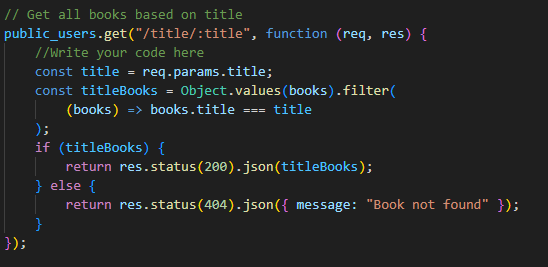 // Get all books based on title
public_users.get("/title/:title", function (req, res) {
    //Write your code here
    const title = req.params.title;
    const titleBooks = Object.values(books).filter(
        (books) => books.title === title
    );
    if (titleBooks) {
        return res.status(200).json(titleBooks);
    } else {
        return res.status(404).json({ message: "Book not found" });
    }
});